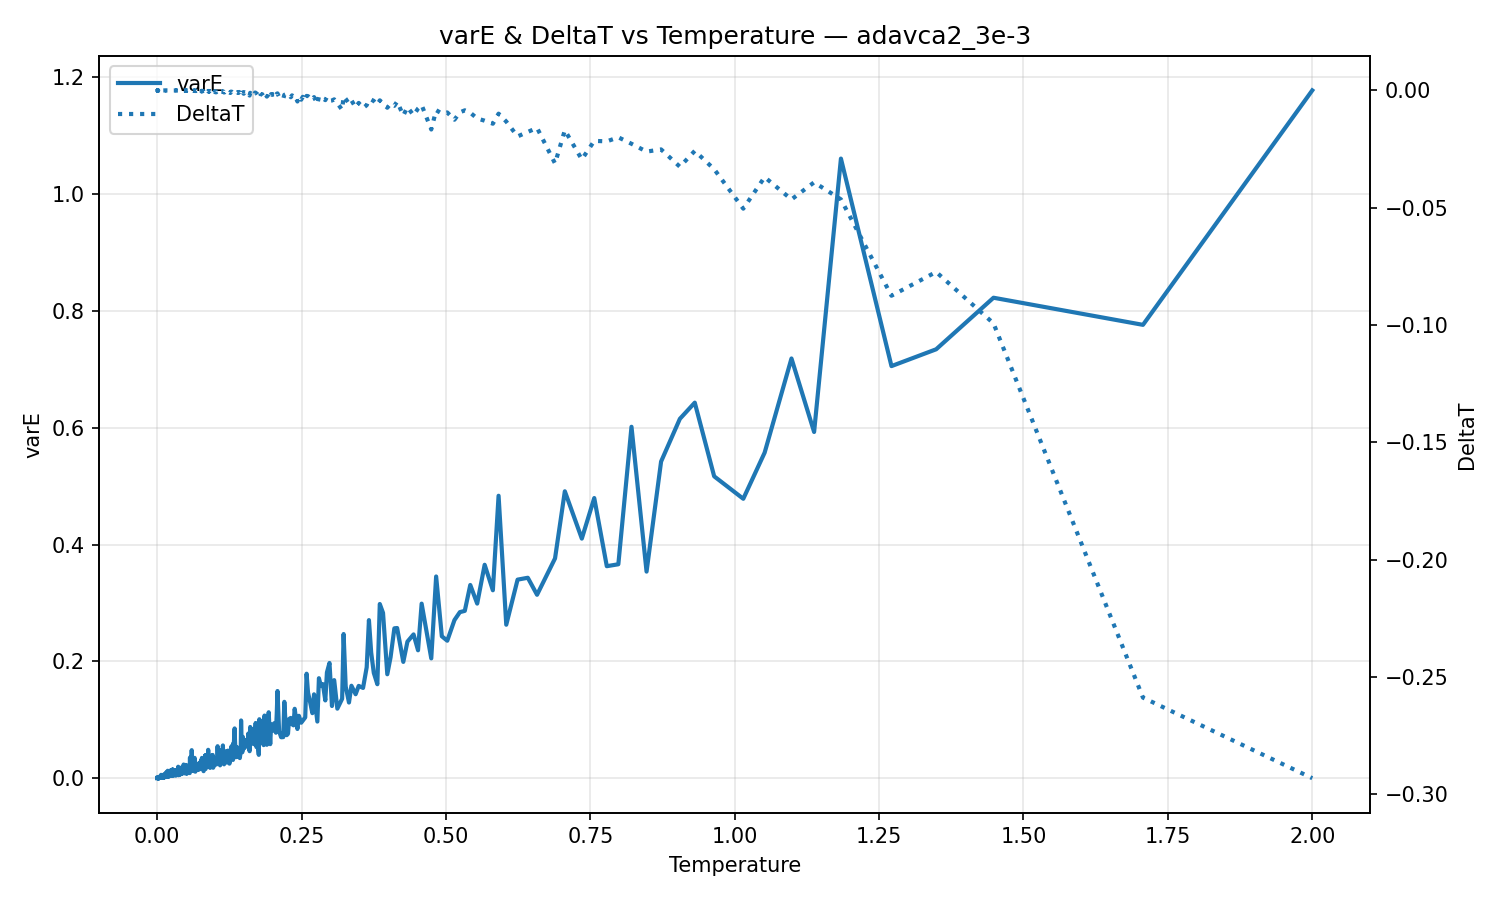 varE & DeltaT vs Temperature — adavca2_3e-3
varE
DeltaT
1.2
1.0
0.8
0.6
0.4
0.2
0.0
varE
0.00
−0.05
−0.10
−0.15
−0.20
−0.25
−0.30
DeltaT
0.00 0.25 0.50 0.75 1.00 1.25 1.50 1.75 2.00
Temperature